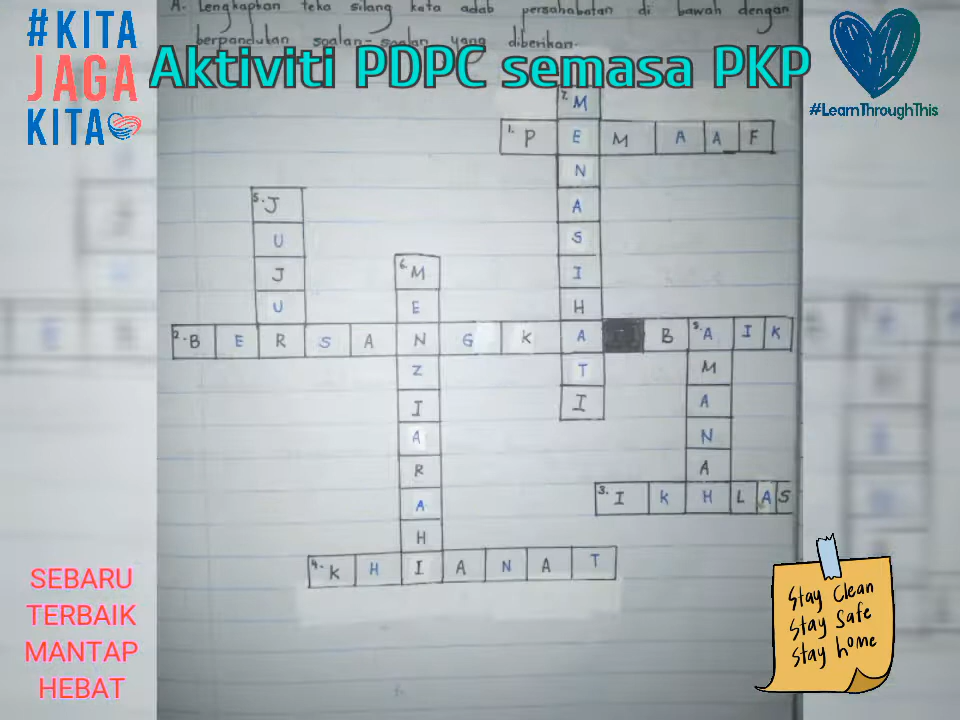 A. Lengkapkan teka silang kata adab persahabatan di bawah dengan
berpandukan soalan-soalan yang diberikan.
#KITA
JAGA
KITA
Aktiviti PDPC semasa PKP
#LearnThroughThis
7. M
1. P E M A A F
N
A
5. J
S
U
I
6. M
J
E
H
U
2. B E R S A N G K A B 8. A I K
Z
T
M
I
I
A
A
N
R
A
3. I K H L A S
A
H
4. K H I A N A T
SEBARU
TERBAIK
MANTAP
HEBAT
Stay Clean
Stay Safe
Stay home